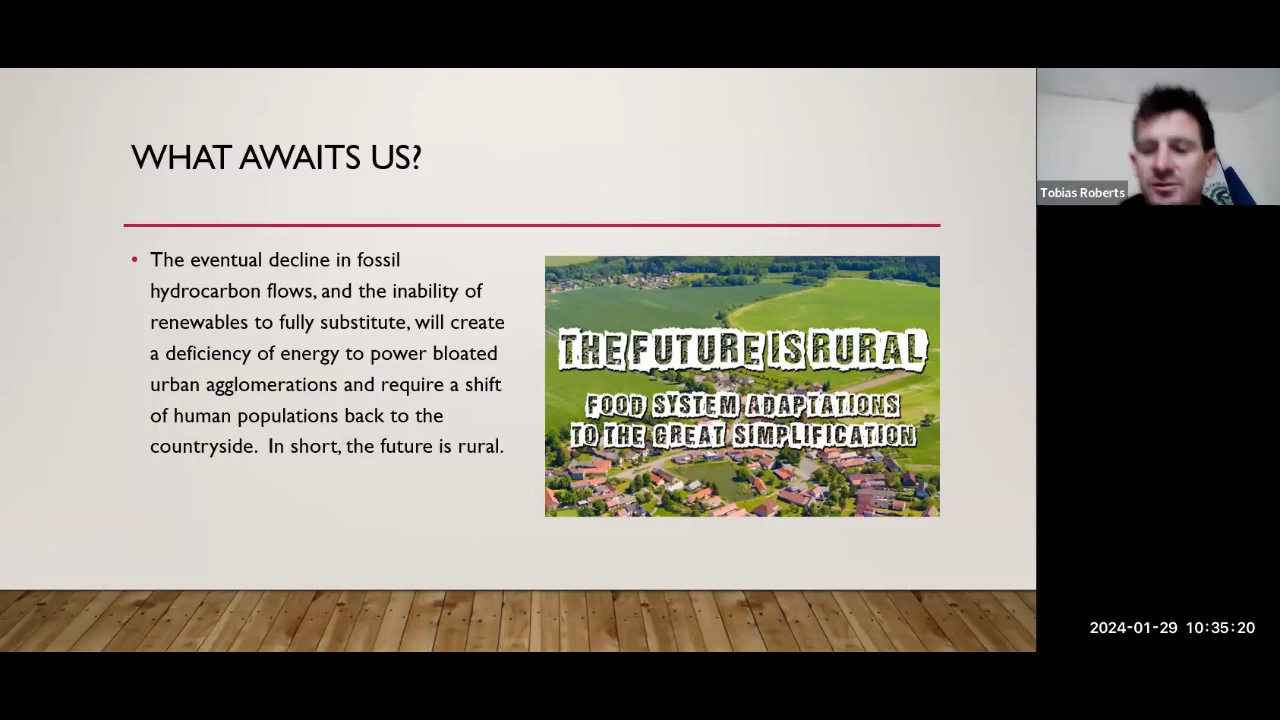 WHAT AWAITS US?
• The eventual decline in fossil
hydrocarbon flows, and the inability of
renewables to fully substitute, will create
a deficiency of energy to power bloated
urban agglomerations and require a shift
of human populations back to the
countryside.  In short, the future is rural.
THE FUTURE IS RURAL
FOOD SYSTEM ADAPTATIONS
TO THE GREAT SIMPLIFICATION
Tobias Roberts
2024-01-29 10:35:20